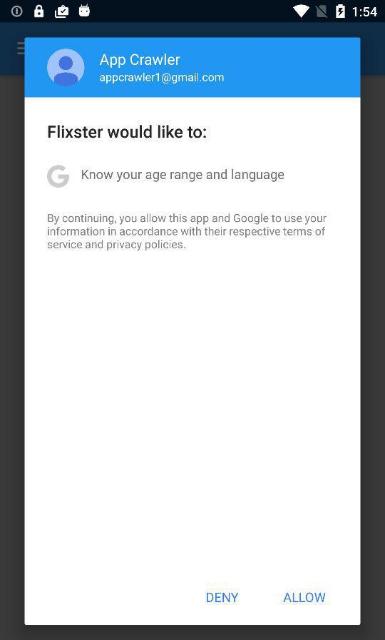 1:54
App Crawler
appcrawler1@gmail.com
Flixster would like to:
G Know your age range and language
By continuing, you allow this app and Google to use your
information in accordance with their respective terms of
service and privacy policies.
DENY ALLOW